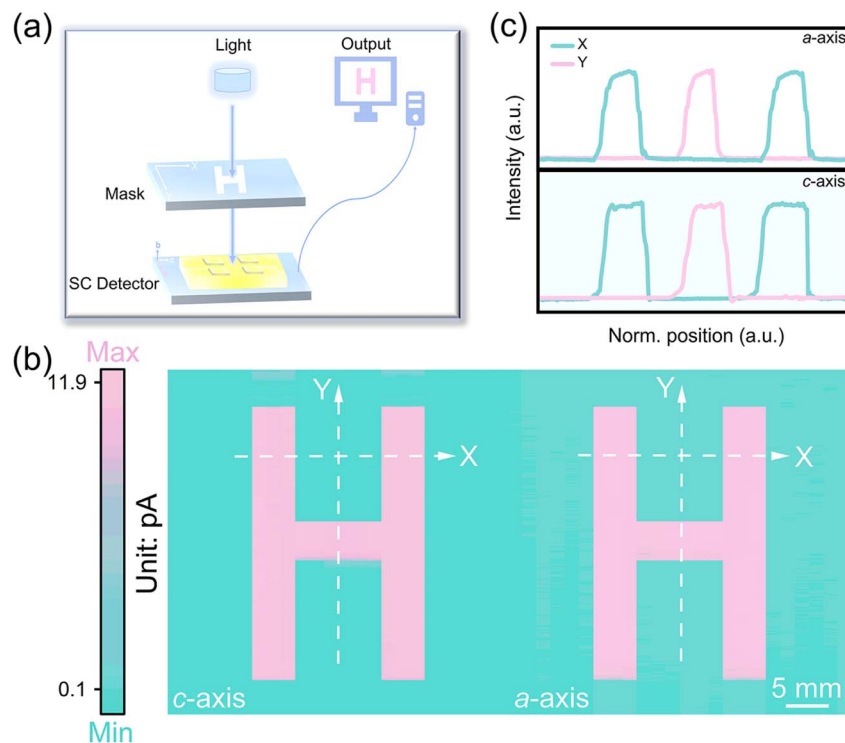 (a)
Light
Output
H
X
H
Mask
b
SC Detector
(c)
X
Y
a-axis
c-axis
Intensity (a.u.)
Norm. position (a.u.)
(b)
Max
11.9
Unit: pA
0.1
Min
Y
X
c-axis
Y
X
a-axis
5 mm